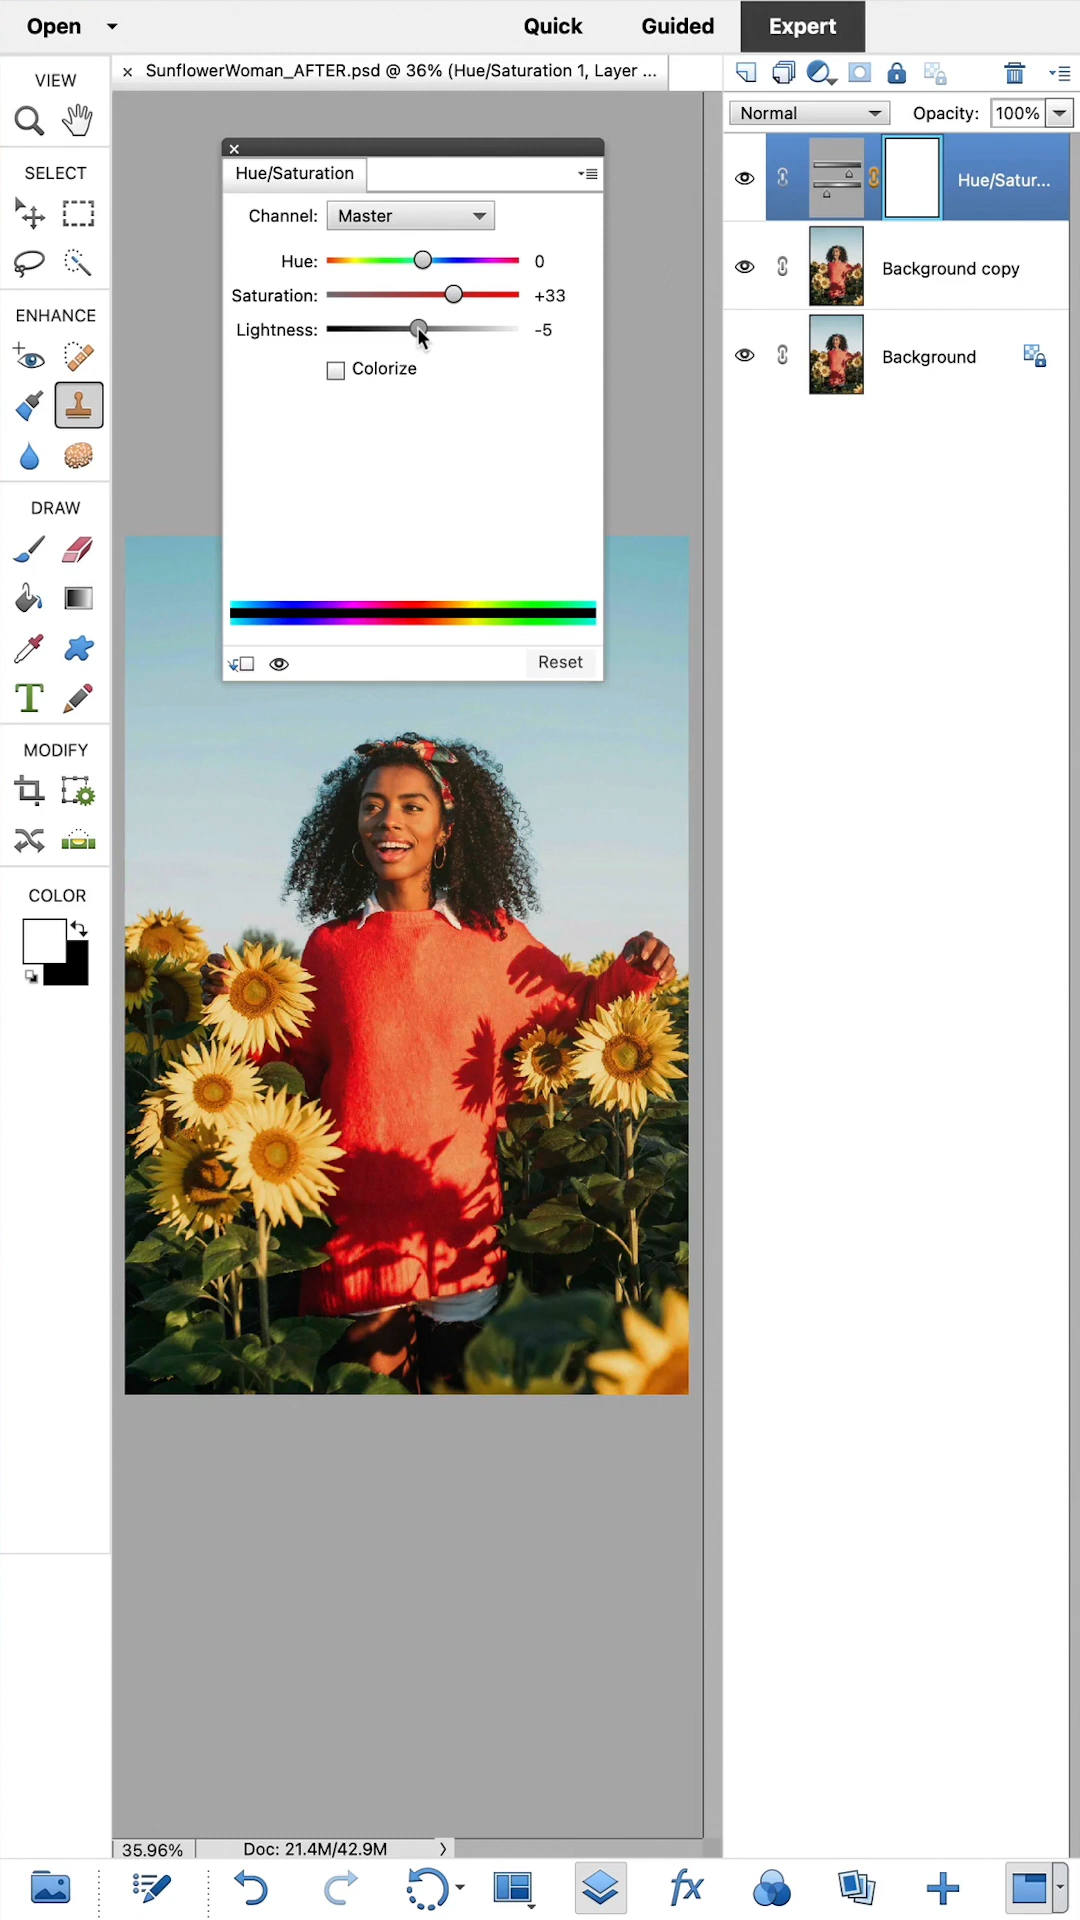 Open
Quick
Guided
Expert
VIEW
× SunflowerWoman_AFTER.psd @ 36% (Hue/Saturation 1, Layer ...
Normal
Opacity: 100%
Hue/Saturation
SELECT
Hue/Satur...
Channel: Master
Hue: 0
Saturation: +33
Background copy
Lightness: -5
ENHANCE
Background
Colorize
DRAW
Reset
T
MODIFY
COLOR
35.96%
Doc: 21.4M/42.9M
fx